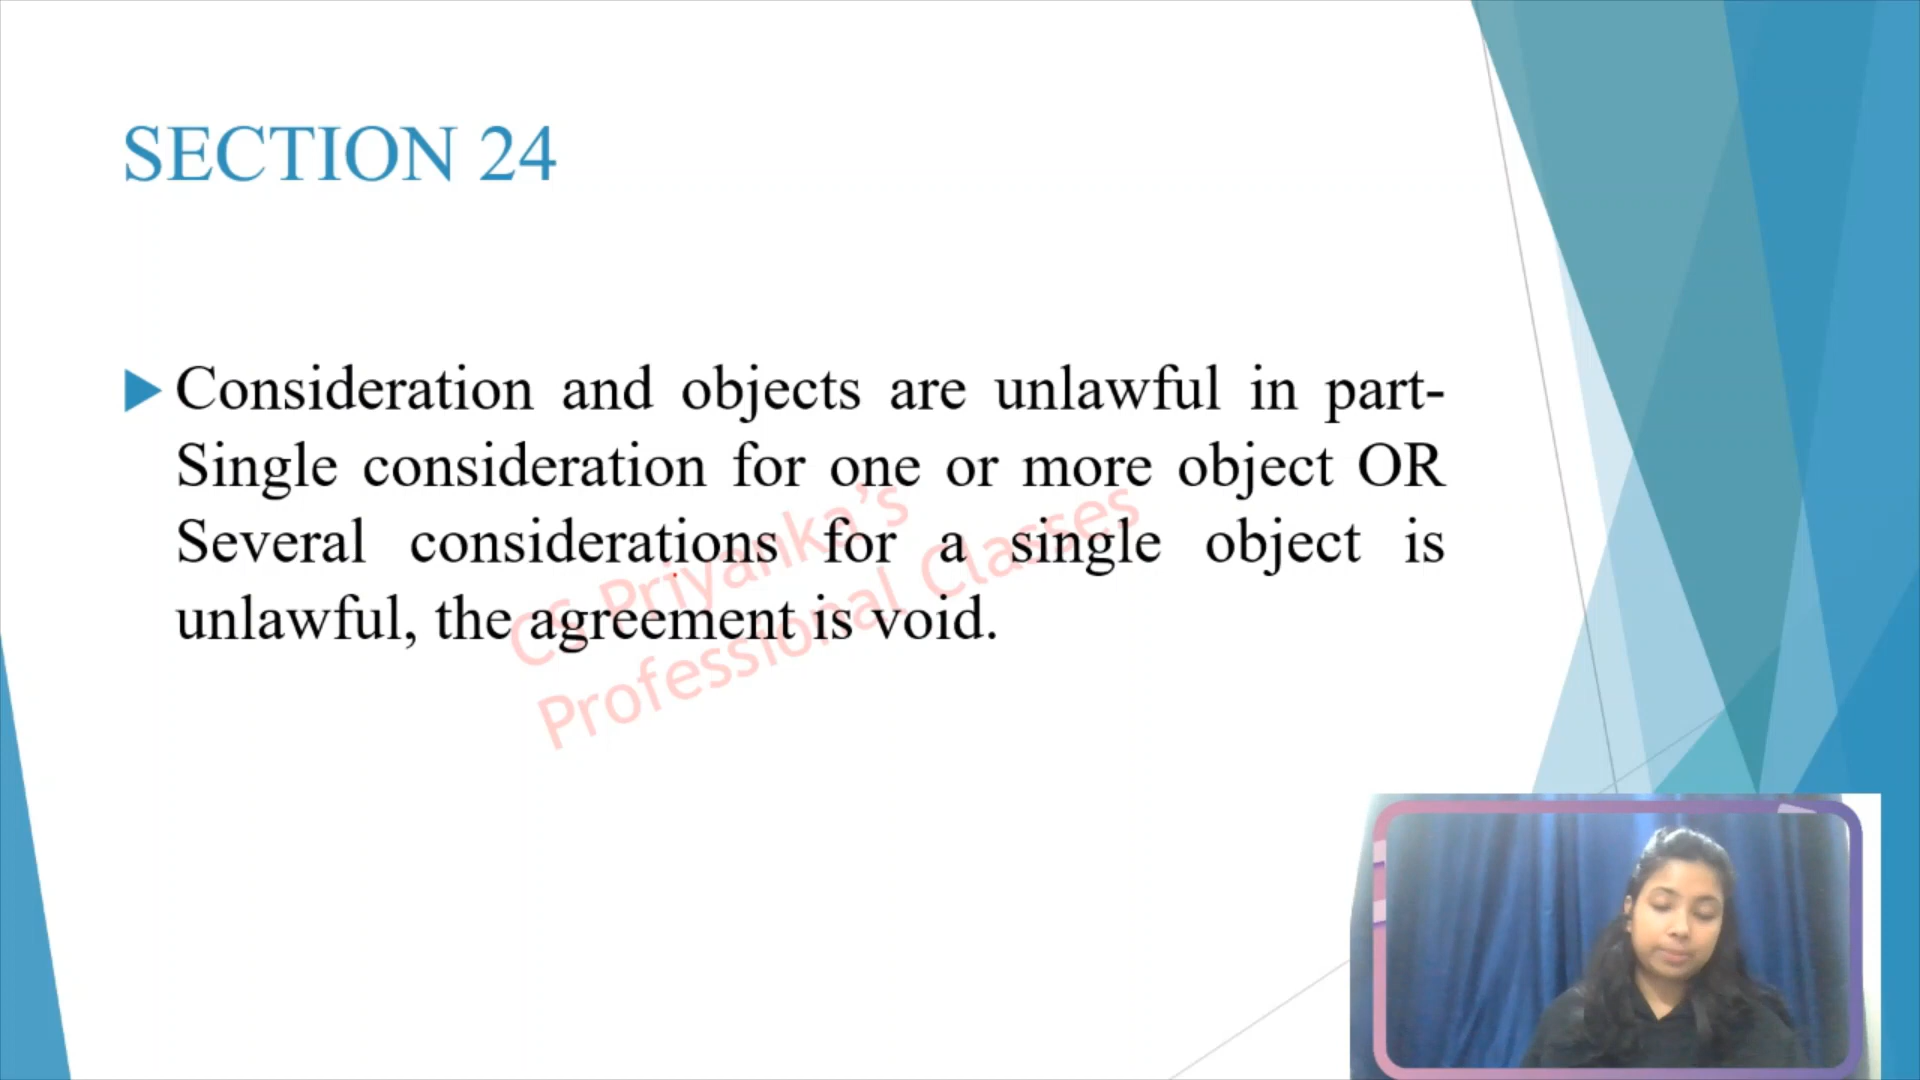 SECTION 24
Consideration and objects are unlawful in part-
Single consideration for one or more object OR
Several considerations for a single object is
unlawful, the agreement is void.
CS Priyanka's
Professional Classes